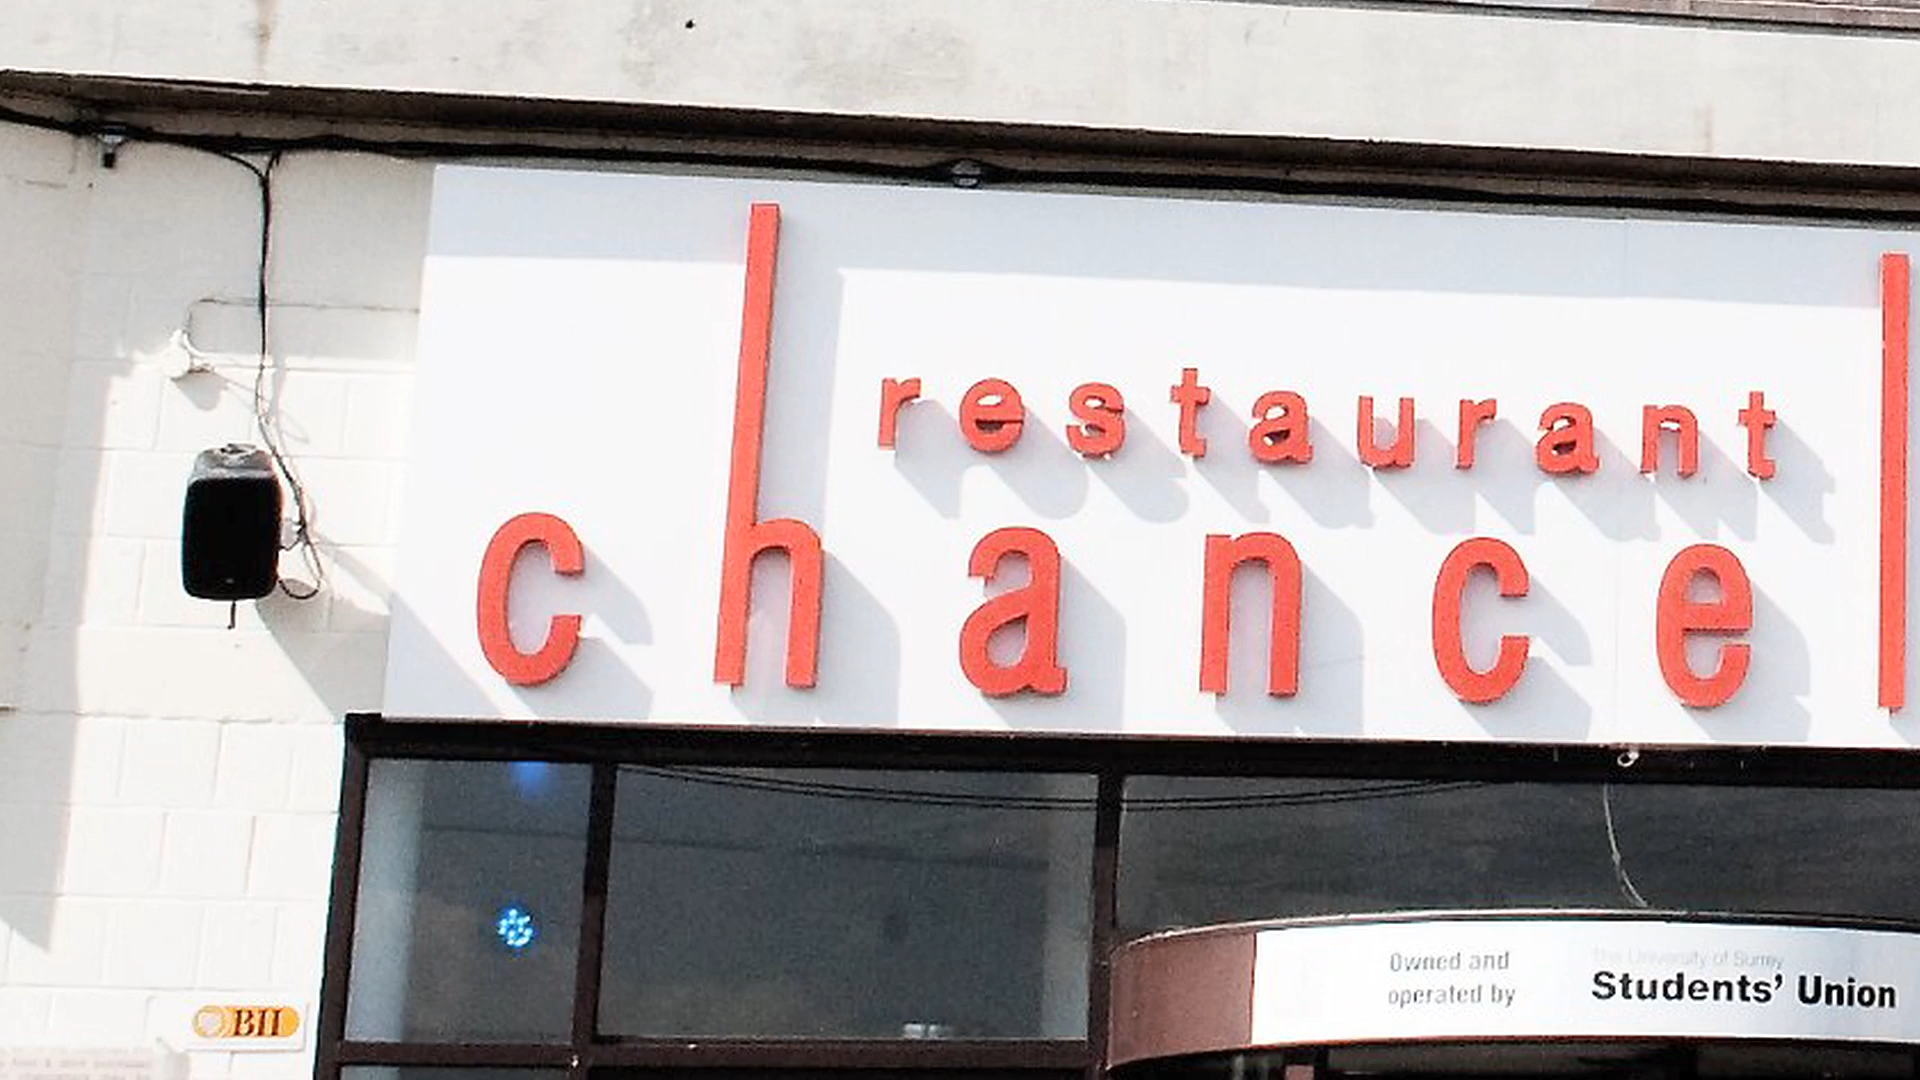 restaurant
chancel
Owned and
operated by
The University of Surrey
Students' Union
BII